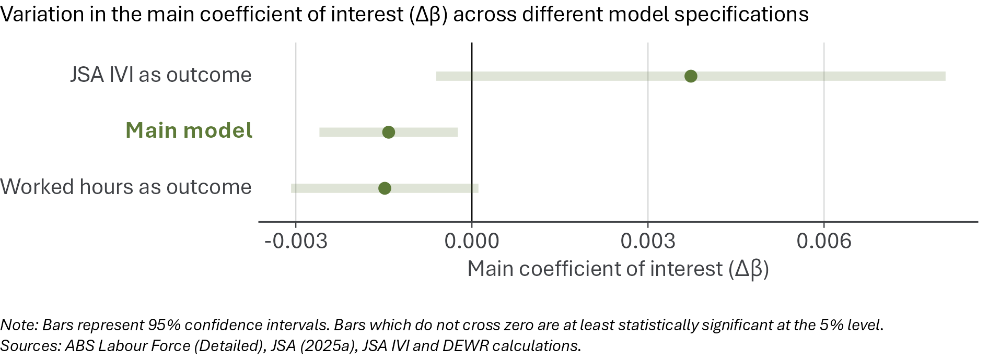 Variation in the main coefficient of interest (Δβ) across different model specifications
JSA IVI as outcome
Main model
Worked hours as outcome
-0.003 0.000 0.003 0.006
Main coefficient of interest (Δβ)
Note: Bars represent 95% confidence intervals. Bars which do not cross zero are at least statistically significant at the 5% level.
Sources: ABS Labour Force (Detailed), JSA (2025a), JSA IVI and DEWR calculations.